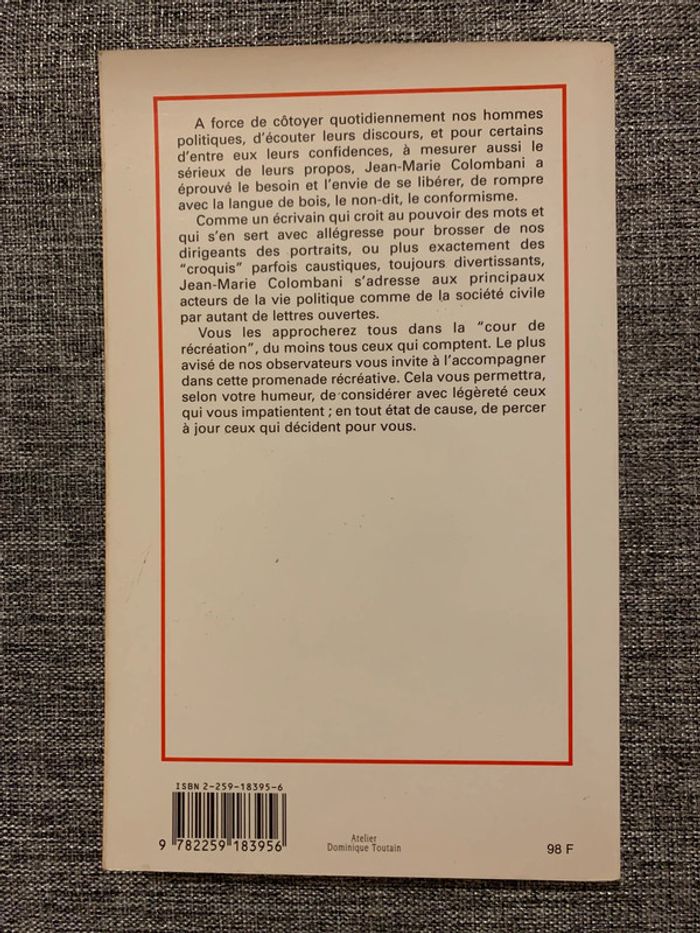 A force de côtoyer quotidiennement nos hommes
politiques, d'écouter leurs discours, et pour certains
d'entre eux leurs confidences, à mesurer aussi le
sérieux de leurs propos, Jean-Marie Colombani a
éprouvé le besoin et l'envie de se libérer, de rompre
avec la langue de bois, le non-dit, le conformisme.
Comme un écrivain qui croit au pouvoir des mots et
qui s'en sert avec allégresse pour brosser de nos
dirigeants des portraits, ou plus exactement des
"croquis" parfois caustiques, toujours divertissants,
Jean-Marie Colombani s'adresse aux principaux
acteurs de la vie politique comme de la société civile
par autant de lettres ouvertes.
Vous les approcherez tous dans la "cour de
récréation", du moins tous ceux qui comptent. Le plus
avisé de nos observateurs vous invite à l'accompagner
dans cette promenade récréative. Cela vous permettra,
selon votre humeur, de considérer avec légèreté ceux
qui vous impatientent ; en tout état de cause, de percer
à jour ceux qui décident pour vous.
ISBN 2-259-18395-6
9 782259 183956
Atelier
Dominique Toutain
98 F